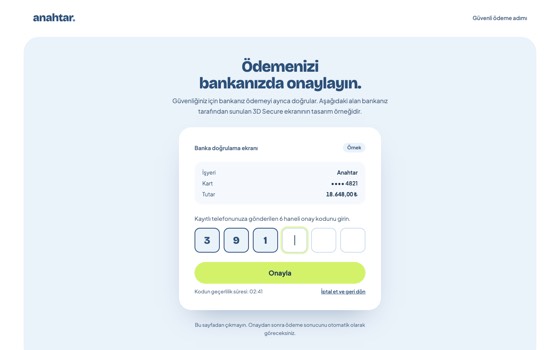 anahtar.
Güvenli ödeme adımı
Ödemenizi
bankanızda onaylayın.
Güvenliğiniz için bankanız ödemeyi ayrıca doğrular. Aşağıdaki alan bankanız
tarafından sunulan 3D Secure ekranının tasarım örneğidir.
Banka doğrulama ekranı
Örnek
İşyeri Anahtar
Kart •••• 4821
Tutar 18.648,00 ₺
Kayıtlı telefonunuza gönderilen 6 haneli onay kodunu girin.
3 9 1
Onayla
Kodun geçerlilik süresi: 02:41
İptal et ve geri dön
Bu sayfadan çıkmayın. Onaydan sonra ödeme sonucunu otomatik olarak
göreceksiniz.